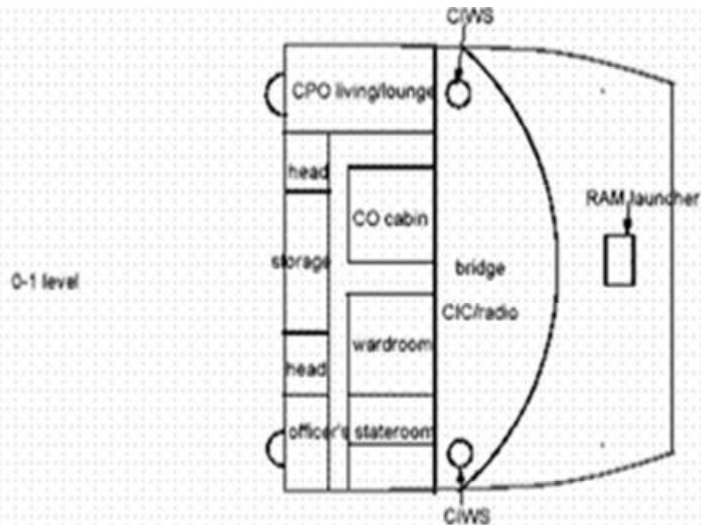 CIWS
CPO living/lounge
head
CO cabin
RAM launcher
storage
bridge
0-1 level
CIC/radio
wardroom
head
officer's stateroom
CIWS